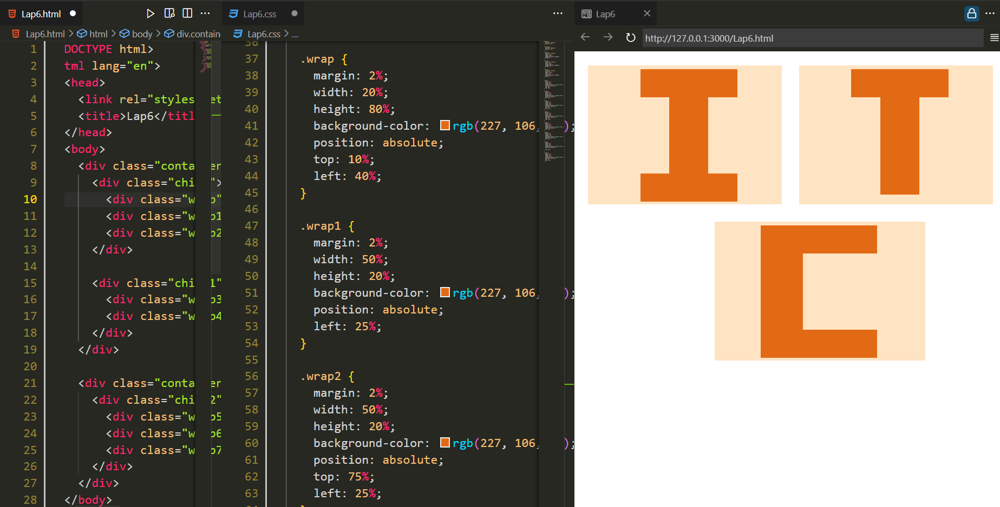 Lap6.html
Lap6.css
Lap6
Lap6.html > html > body > div.contain
Lap6.css > ...
http://127.0.0.1:3000/Lap6.html
1 DOCTYPE html>
2 tml lang="en">
3 <head>
4 <link rel="styles et
5 <title>Lap6</titl
6 </head>
7 <body>
8 <div class="conta er
9 <div class="chi ">
10 <div class="w p"
11 <div class="w p1
12 <div class="w p2
13 </div>
14
15 <div class="chi 1"
16 <div class="w p3
17 <div class="w p4
18 </div>
19 </div>
20
21 <div class="conta er
22 <div class="chi 2"
23 <div class="w p5
24 <div class="w p6
25 <div class="w p7
26 </div>
27 </div>
28 </body>
36
37 .wrap {
38 margin: 2%;
39 width: 20%;
40 height: 80%;
41 background-color: rgb(227, 106, );
42 position: absolute;
43 top: 10%;
44 left: 40%;
45 }
46
47 .wrap1 {
48 margin: 2%;
49 width: 50%;
50 height: 20%;
51 background-color: rgb(227, 106, );
52 position: absolute;
53 left: 25%;
54 }
55
56 .wrap2 {
57 margin: 2%;
58 width: 50%;
59 height: 20%;
60 background-color: rgb(227, 106, );
61 position: absolute;
62 top: 75%;
63 left: 25%;
I T
C